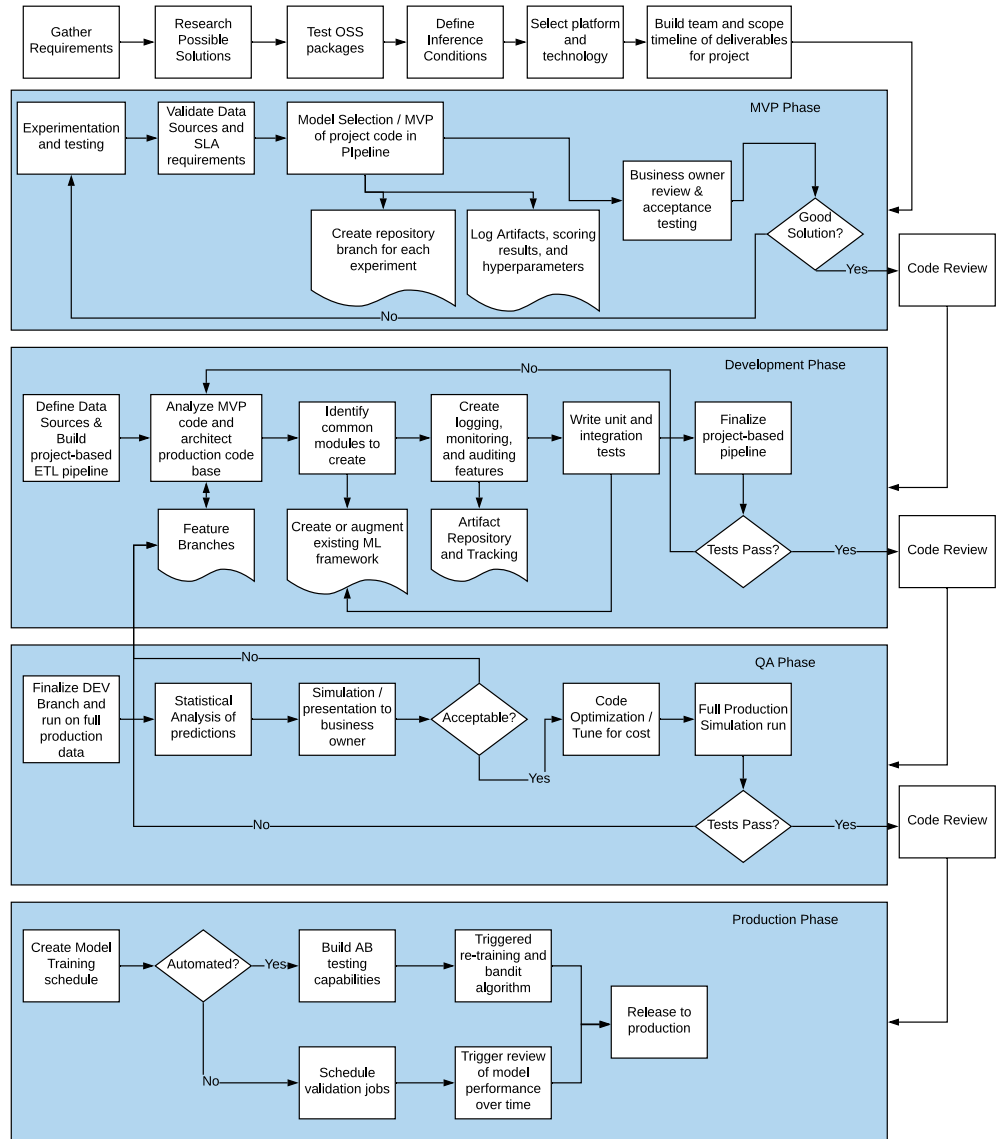 Gather
Requirements
Research
Possible
Solutions
Test OSS
packages
Define
Inference
Conditions
Select platform
and
technology
Build team and scope
timeline of deliverables
for project
MVP Phase
Experimentation
and testing
Validate Data
Sources and
SLA
requirements
Model Selection / MVP
of project code in
PIpeline
Business owner
review &
acceptance
testing
Good
Solution?
Create repository
branch for each
experiment
Log Artifacts, scoring
results, and
hyperparameters
Yes
Code Review
No
Development Phase
No
Define Data
Sources &
Build
project-based
ETL pipeline
Analyze MVP
code and
architect
production code
base
Identify
common
modules to
create
Create
logging,
monitoring,
and auditing
features
Write unit and
integration
tests
Finalize
project-based
pipeline
Feature
Branches
Create or augment
existing ML
framework
Artifact
Repository
and Tracking
Tests Pass?
Yes
Code Review
QA Phase
No
Finalize DEV
Branch and
run on full
production
data
Statistical
Analysis of
predictions
Simulation /
presentation to
business
owner
Acceptable?
Code
Optimization /
Tune for cost
Full Production
Simulation run
Yes
No
Tests Pass?
Yes
Code Review
Production Phase
Create Model
Training
schedule
Automated?
Yes
Build AB
testing
capabilities
Triggered
re-training and
bandit
algorithm
Release to
production
No
Schedule
validation jobs
Trigger review
of model
performance
over time